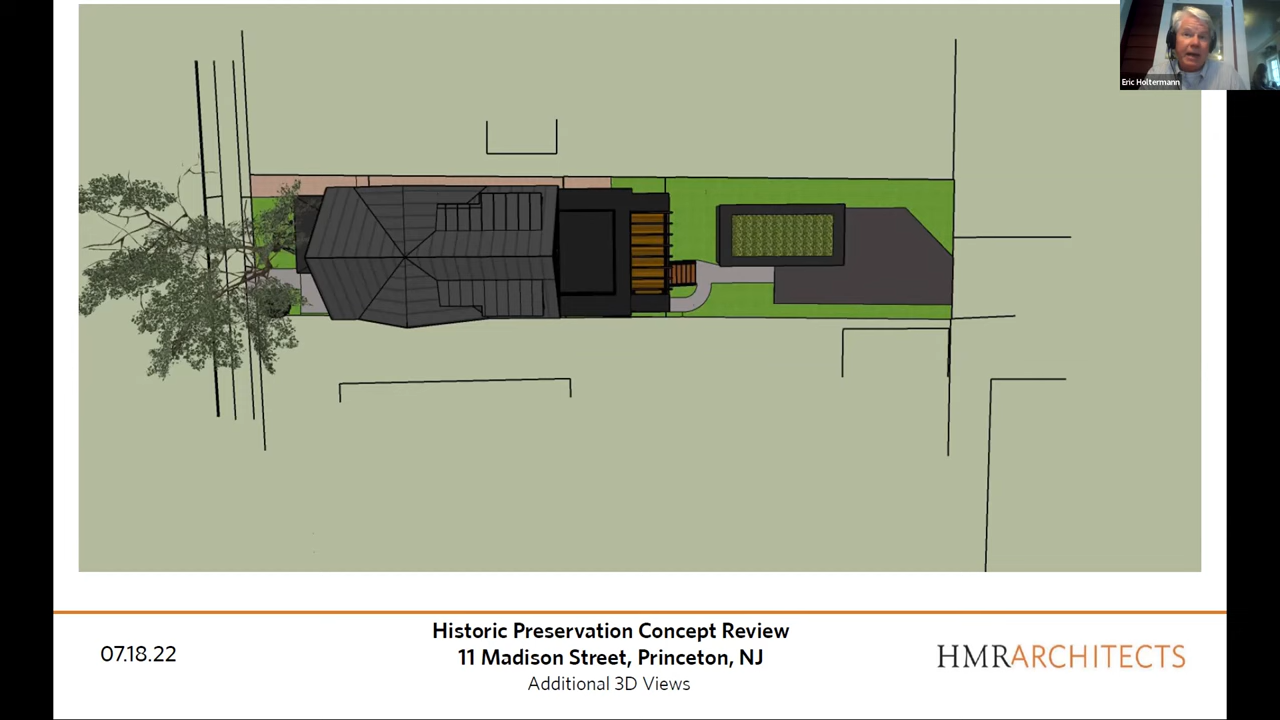 Eric Holtermann
Historic Preservation Concept Review
07.18.22
11 Madison Street, Princeton, NJ
HMRARCHITECTS
Additional 3D Views